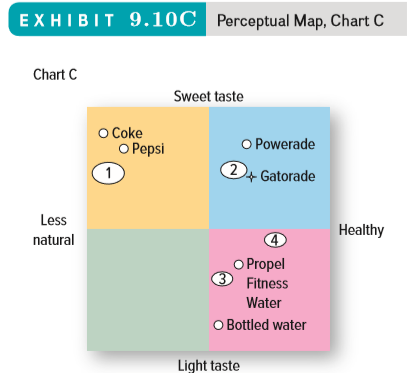 EXHIBIT 9.10C Perceptual Map, Chart C
Chart C
Sweet taste
Coke
Pepsi
1
Powerade
2
Gatorade
Less
natural
Healthy
4
Propel
3
Fitness
Water
Bottled water
Light taste